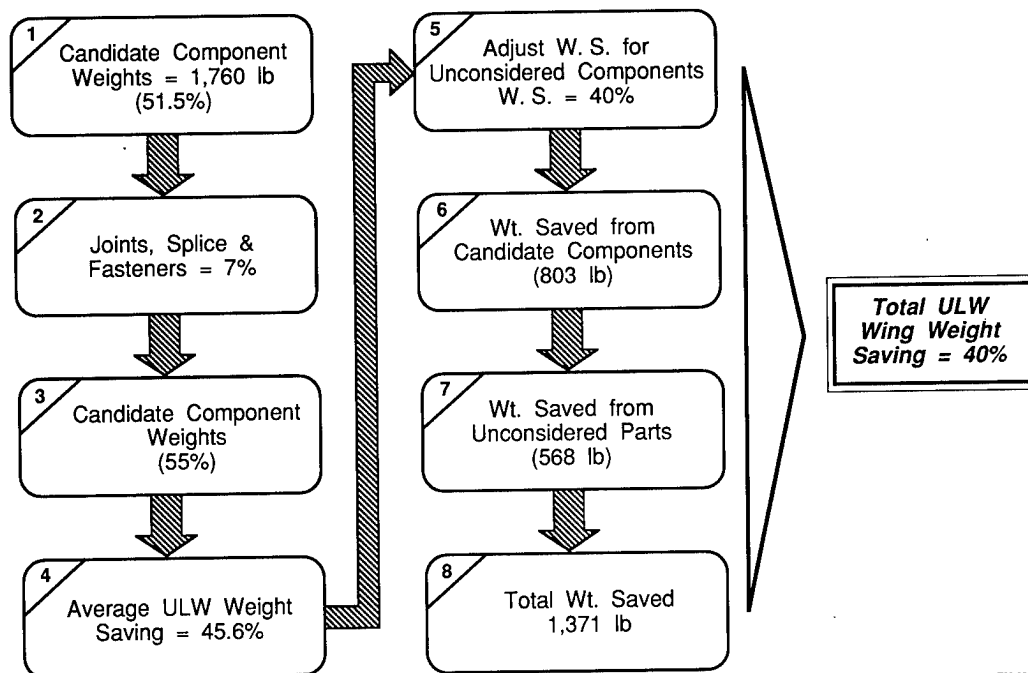 1
Candidate Component
Weights = 1,760 lb
(51.5%)
2
Joints, Splice &
Fasteners = 7%
3
Candidate Component
Weights
(55%)
4
Average ULW Weight
Saving = 45.6%
5
Adjust W. S. for
Unconsidered Components
W. S. = 40%
6
Wt. Saved from
Candidate Components
(803 lb)
7
Wt. Saved from
Unconsidered Parts
(568 lb)
8
Total Wt. Saved
1,371 lb
Total ULW
Wing Weight
Saving = 40%